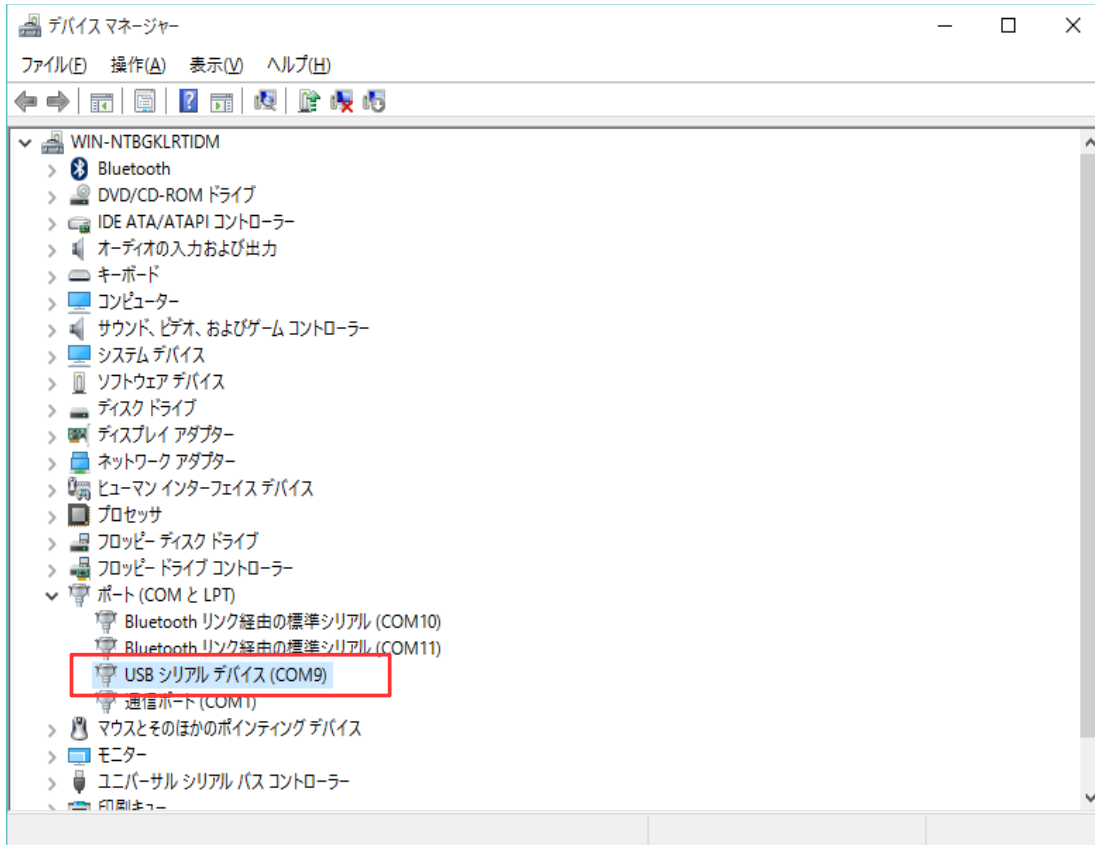 デバイス マネージャー
ファイル(F) 操作(A) 表示(V) ヘルプ(H)
WIN-NTBGKLRTIDM
Bluetooth
DVD/CD-ROM ドライブ
IDE ATA/ATAPI コントローラー
オーディオの入力および出力
キーボード
コンピューター
サウンド、ビデオ、およびゲーム コントローラー
システム デバイス
ソフトウェア デバイス
ディスク ドライブ
ディスプレイ アダプター
ネットワーク アダプター
ヒューマン インターフェイス デバイス
プロセッサ
フロッピー ディスク ドライブ
フロッピー ドライブ コントローラー
ポート (COM と LPT)
Bluetooth リンク経由の標準シリアル (COM10)
Bluetooth リンク経由の標準シリアル (COM11)
USB シリアル デバイス (COM9)
通信ポート (COM1)
マウスとそのほかのポインティング デバイス
モニター
ユニバーサル シリアル バス コントローラー
印刷キュー